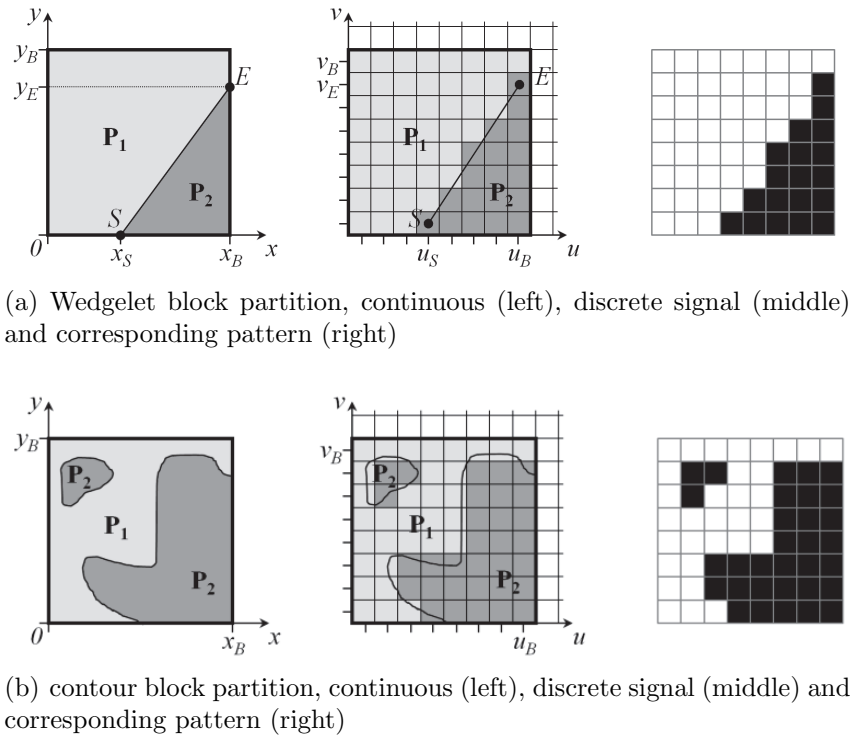 y
y_B
y_E
E
P_1
P_2
S
0
x_S
x_B
x
v
v_B
v_E
E
P_1
P_2
S
u_S
u_B
u
(a) Wedgelet block partition, continuous (left), discrete signal (middle)
and corresponding pattern (right)
y
y_B
P_2
P_1
P_2
0
x_B
x
v
v_B
P_2
P_1
P_2
u_B
u
(b) contour block partition, continuous (left), discrete signal (middle) and
corresponding pattern (right)